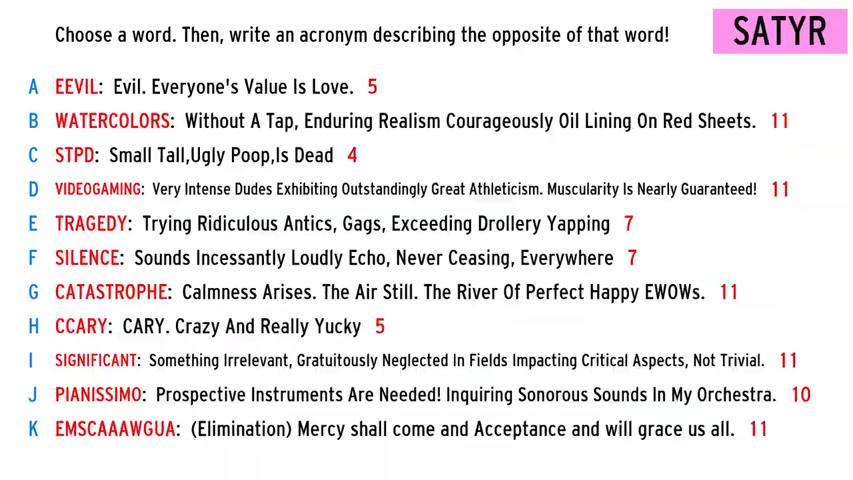 Choose a word. Then, write an acronym describing the opposite of that word!
SATYR
A EEVIL: Evil. Everyone's Value Is Love. 5
B WATERCOLORS: Without A Tap, Enduring Realism Courageously Oil Lining On Red Sheets. 11
C STPD: Small Tall,Ugly Poop,Is Dead 4
D VIDEOGAMING: Very Intense Dudes Exhibiting Outstandingly Great Athleticism. Muscularity Is Nearly Guaranteed! 11
E TRAGEDY: Trying Ridiculous Antics, Gags, Exceeding Drollery Yapping 7
F SILENCE: Sounds Incessantly Loudly Echo, Never Ceasing, Everywhere 7
G CATASTROPHE: Calmness Arises. The Air Still. The River Of Perfect Happy EWOWs. 11
H CCARY: CARY. Crazy And Really Yucky 5
I SIGNIFICANT: Something Irrelevant, Gratuitously Neglected In Fields Impacting Critical Aspects, Not Trivial. 11
J PIANISSIMO: Prospective Instruments Are Needed! Inquiring Sonorous Sounds In My Orchestra. 10
K EMSCAAAWGUA: (Elimination) Mercy shall come and Acceptance and will grace us all. 11